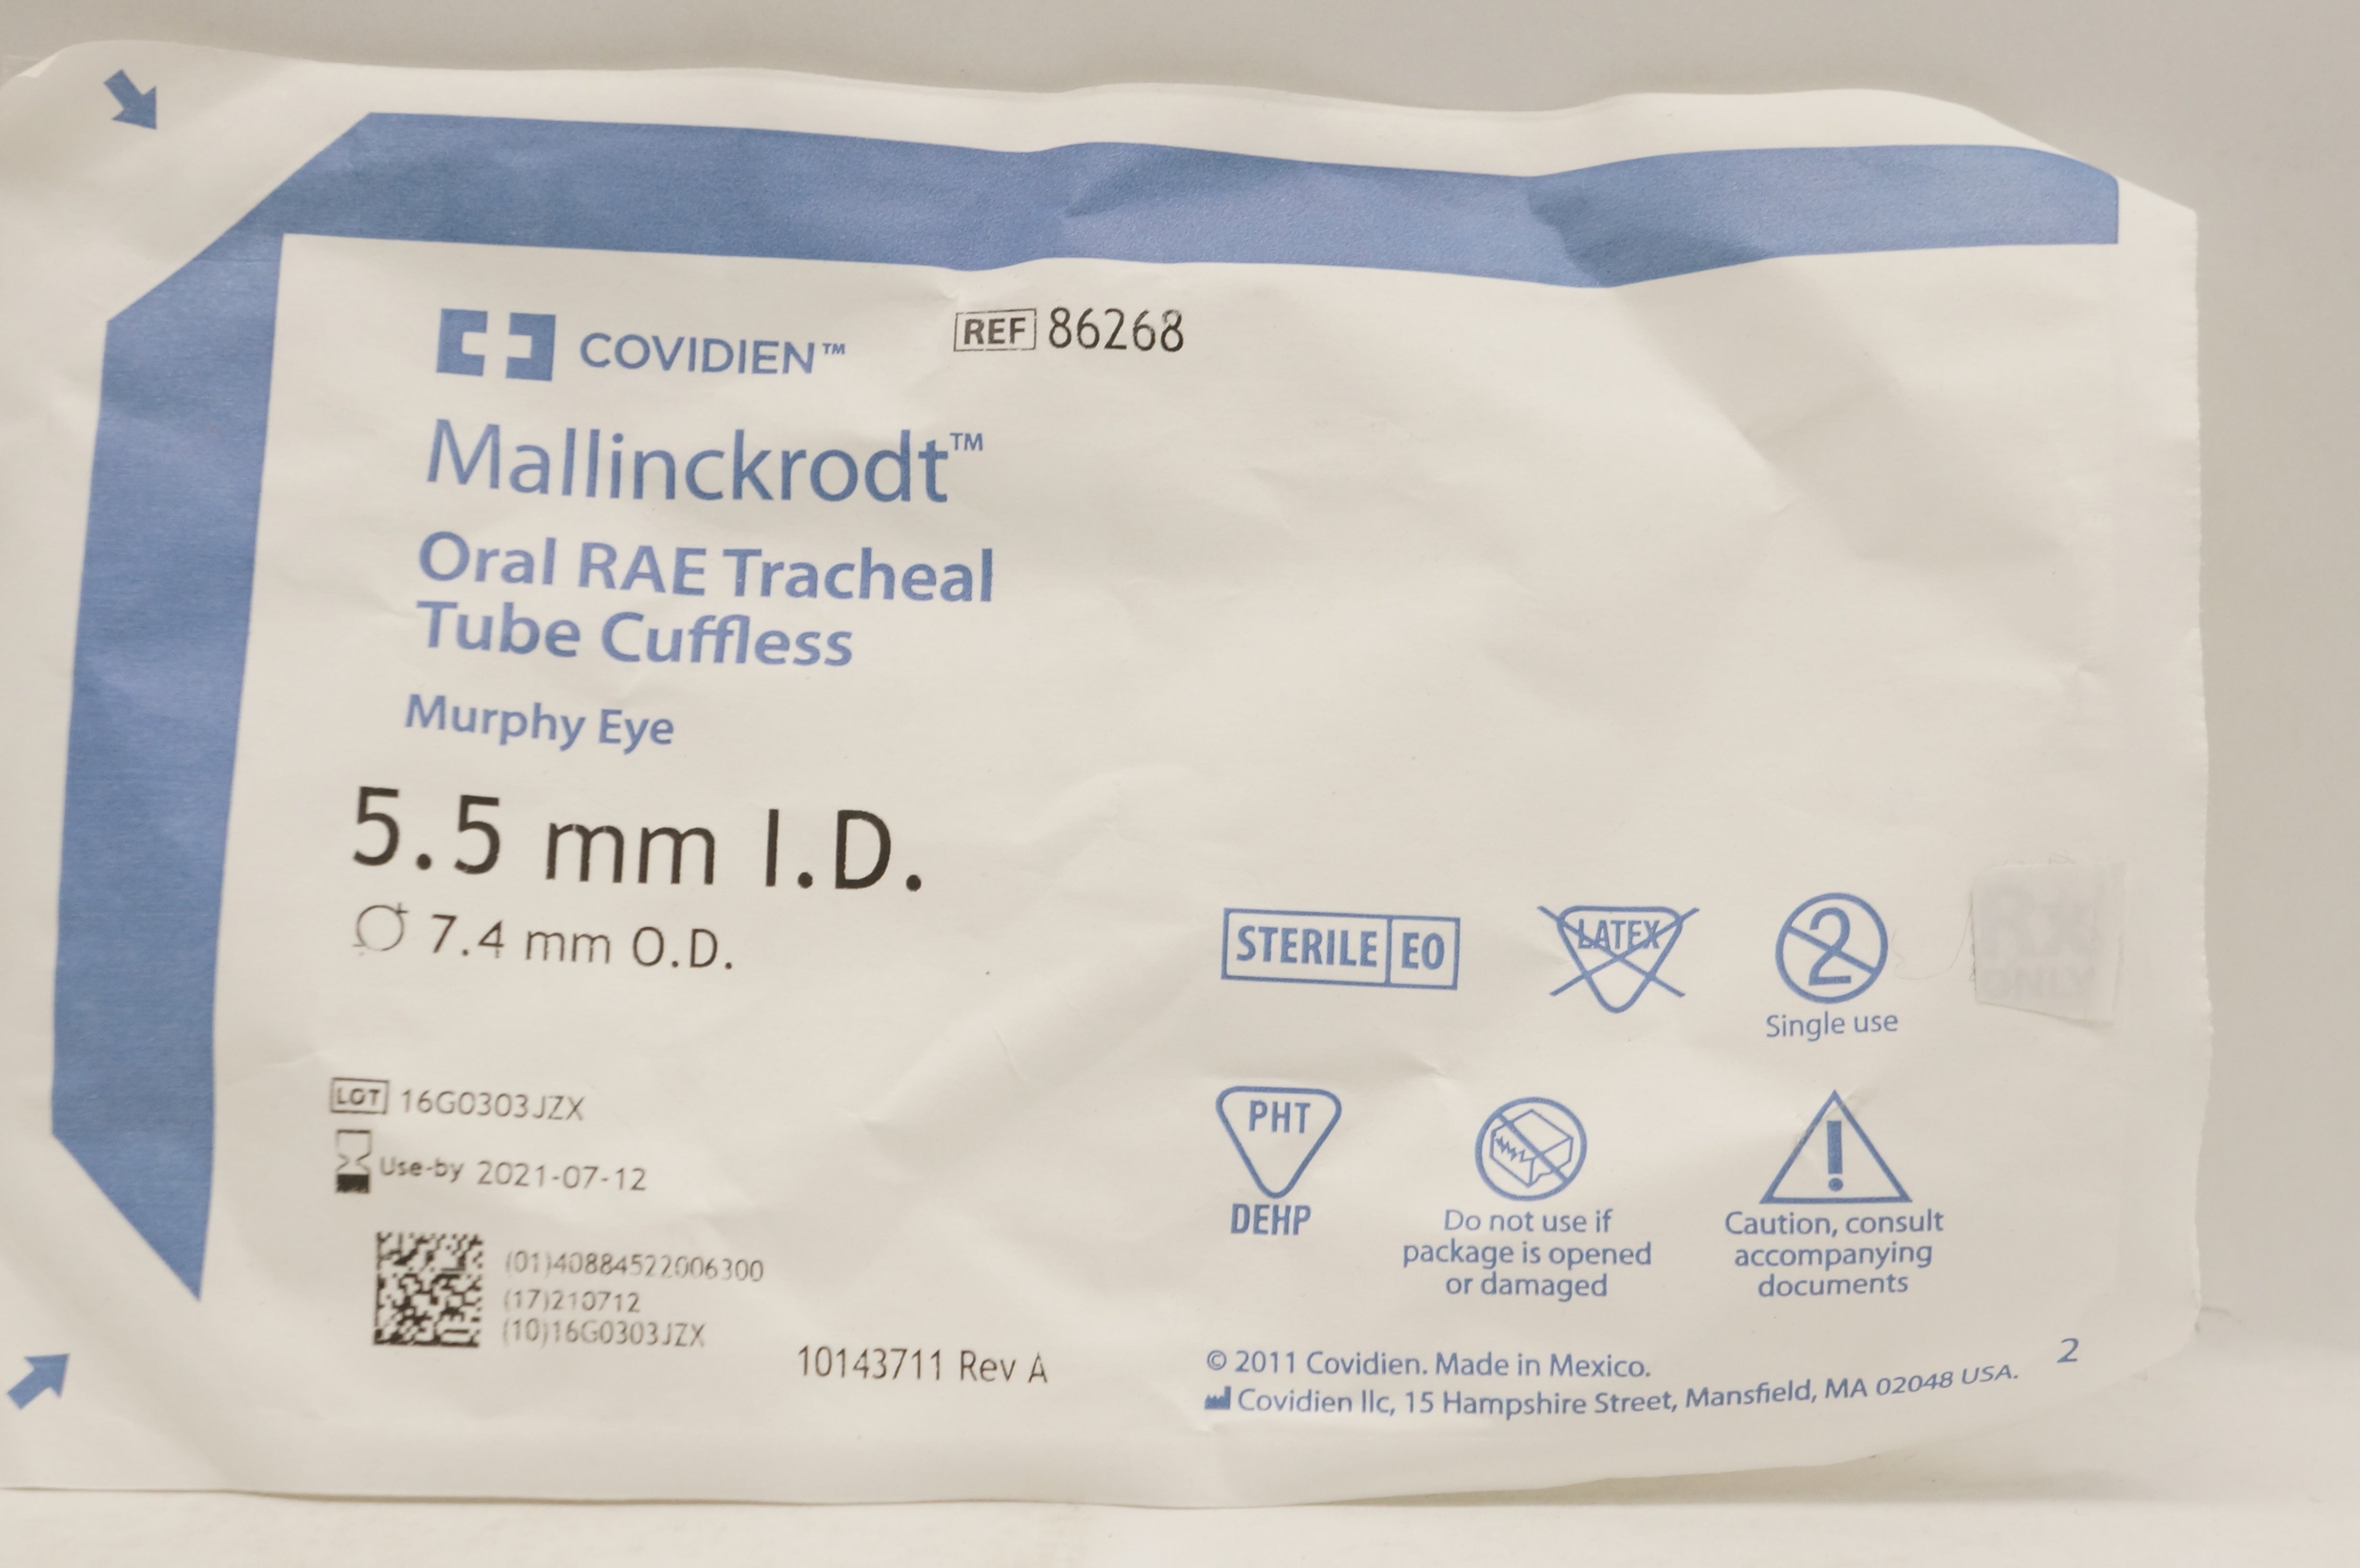 COVIDIEN™
REF 86268
Mallinckrodt™
Oral RAE Tracheal
Tube Cuffless
Murphy Eye
5.5 mm I.D.
7.4 mm O.D.
STERILE EO
LATEX
2
Single use
LOT 16G0303JZX
Use-by 2021-07-12
PHT
DEHP
Do not use if
package is opened
or damaged
Caution, consult
accompanying
documents
(01)40884522006300
(17)210712
(10)16G0303JZX
10143711 Rev A
© 2011 Covidien. Made in Mexico.
Covidien llc, 15 Hampshire Street, Mansfield, MA 02048 USA.
2